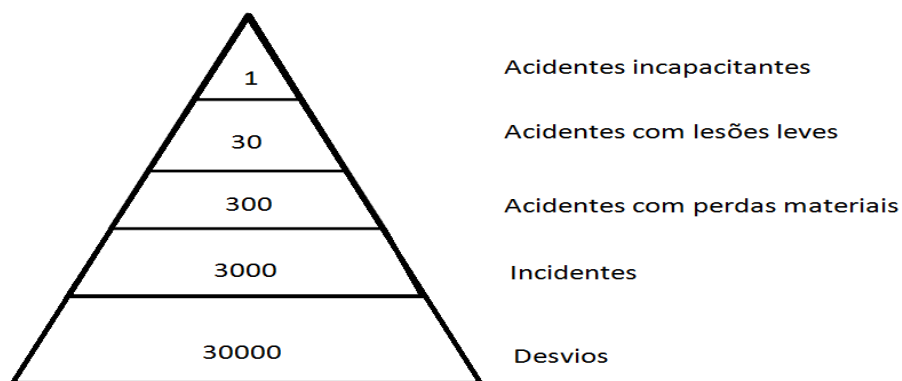 1 Acidentes incapacitantes
30 Acidentes com lesões leves
300 Acidentes com perdas materiais
3000 Incidentes
30000 Desvios